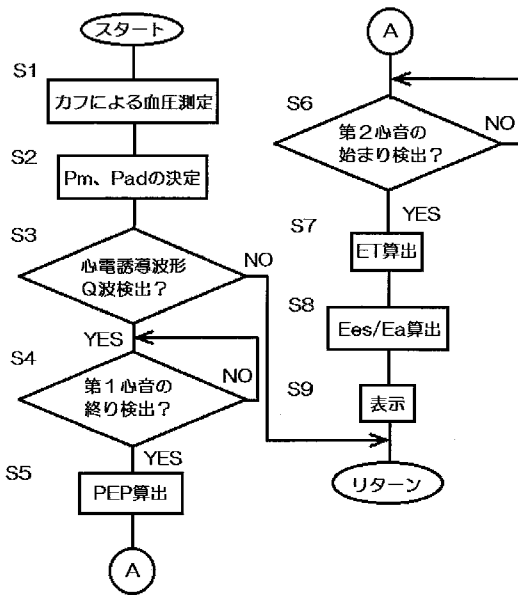 スタート
S1
カフによる血圧測定
S2
Pm、Padの決定
S3
心電誘導波形
Q波検出?
NO
YES
S4
第1心音の
終り検出?
NO
YES
S5
PEP算出
A
A
S6
第2心音の
始まり検出?
NO
YES
S7
ET算出
S8
Ees/Ea算出
S9
表示
リターン